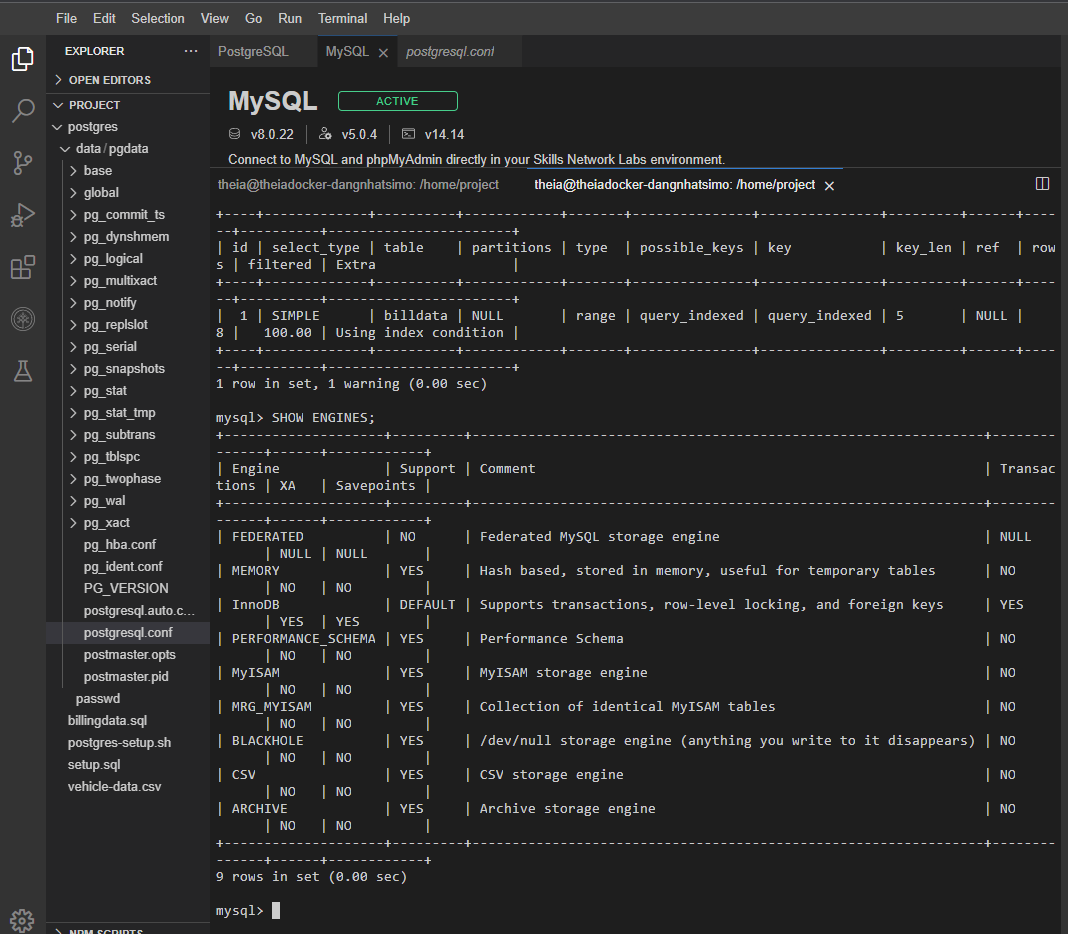 File Edit Selection View Go Run Terminal Help
EXPLORER ...
OPEN EDITORS
PROJECT
postgres
data / pgdata
base
global
pg_commit_ts
pg_dynshmem
pg_logical
pg_multixact
pg_notify
pg_replslot
pg_serial
pg_snapshots
pg_stat
pg_stat_tmp
pg_subtrans
pg_tblspc
pg_twophase
pg_wal
pg_xact
pg_hba.conf
pg_ident.conf
PG_VERSION
postgresql.auto.c...
postgresql.conf
postmaster.opts
postmaster.pid
passwd
billingdata.sql
postgres-setup.sh
setup.sql
vehicle-data.csv
NPM SCRIPTS
PostgreSQL MySQL postgresql.conf
MySQL ACTIVE
v8.0.22 v5.0.4 v14.14
Connect to MySQL and phpMyAdmin directly in your Skills Network Labs environment.
theia@theiadocker-dangnhatsimo: /home/project theia@theiadocker-dangnhatsimo: /home/project
+----+-------------+----------+------------+-------+---------------+---------------+---------+------+----
--+----------+-----------------------+
| id | select_type | table    | partitions | type  | possible_keys | key           | key_len | ref  | row
s | filtered | Extra                 |
+----+-------------+----------+------------+-------+---------------+---------------+---------+------+----
--+----------+-----------------------+
|  1 | SIMPLE      | billdata | NULL       | range | query_indexed | query_indexed | 5       | NULL |
8 |   100.00 | Using index condition |
+----+-------------+----------+------------+-------+---------------+---------------+---------+------+----
--+----------+-----------------------+
1 row in set, 1 warning (0.00 sec)
mysql> SHOW ENGINES;
+--------------------+---------+----------------------------------------------------------------+--------
------+------+------------+
| Engine             | Support | Comment                                                        | Transac
tions | XA   | Savepoints |
+--------------------+---------+----------------------------------------------------------------+--------
------+------+------------+
| FEDERATED          | NO      | Federated MySQL storage engine                                 | NULL
      | NULL | NULL       |
| MEMORY             | YES     | Hash based, stored in memory, useful for temporary tables      | NO
      | NO   | NO         |
| InnoDB             | DEFAULT | Supports transactions, row-level locking, and foreign keys     | YES
      | YES  | YES        |
| PERFORMANCE_SCHEMA | YES     | Performance Schema                                             | NO
      | NO   | NO         |
| MyISAM             | YES     | MyISAM storage engine                                          | NO
      | NO   | NO         |
| MRG_MYISAM         | YES     | Collection of identical MyISAM tables                          | NO
      | NO   | NO         |
| BLACKHOLE          | YES     | /dev/null storage engine (anything you write to it disappears) | NO
      | NO   | NO         |
| CSV                | YES     | CSV storage engine                                             | NO
      | NO   | NO         |
| ARCHIVE            | YES     | Archive storage engine                                         | NO
      | NO   | NO         |
+--------------------+---------+----------------------------------------------------------------+--------
------+------+------------+
9 rows in set (0.00 sec)
mysql>